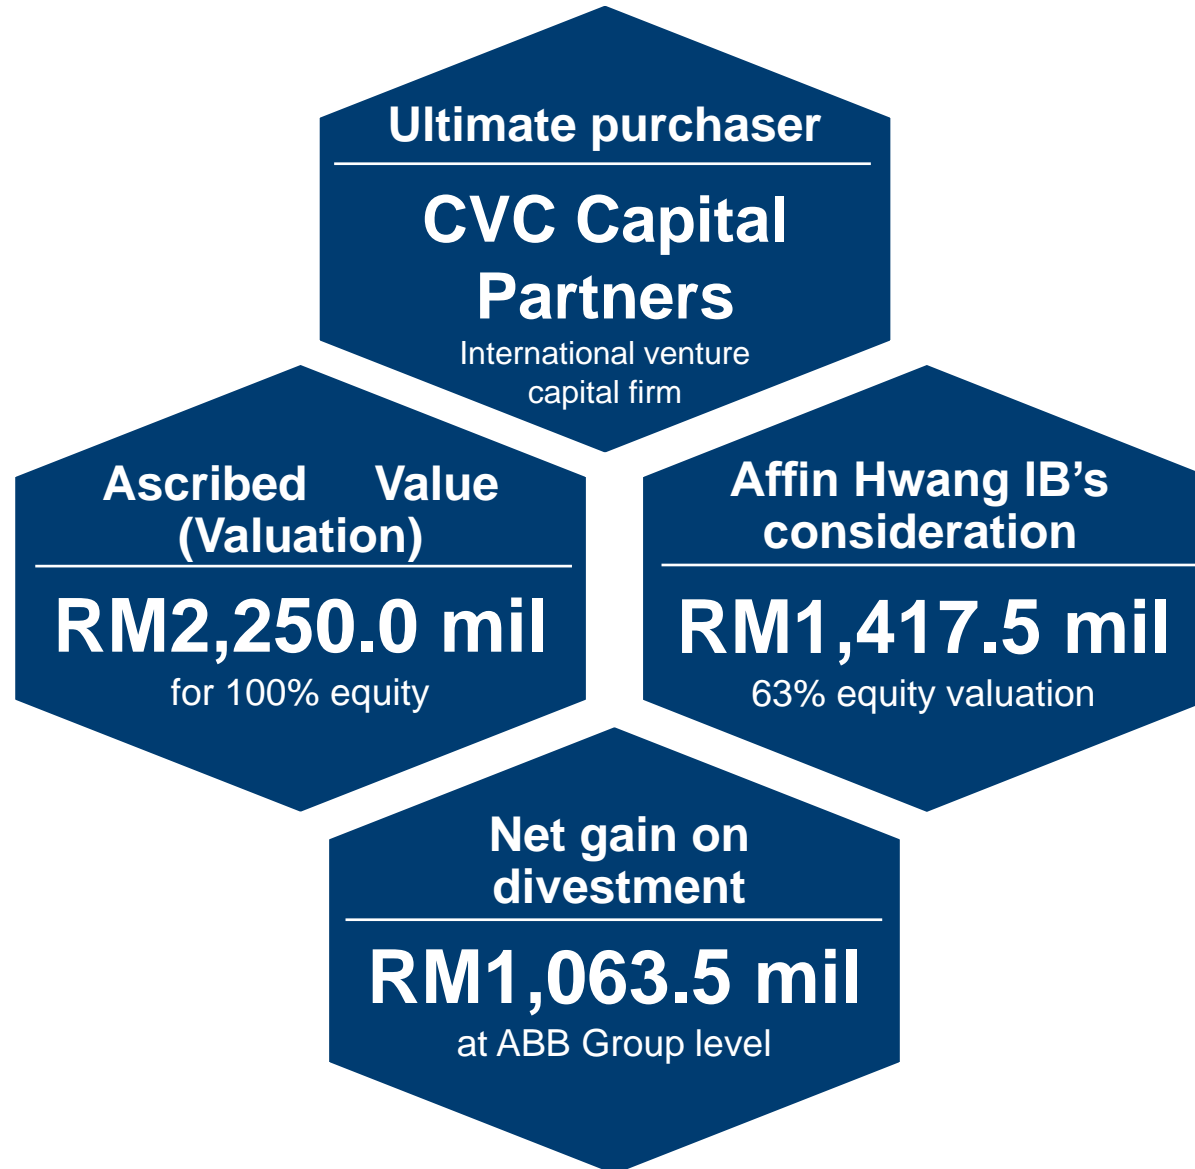 Ultimate purchaser
CVC Capital
Partners
International venture
capital firm
Ascribed Value
(Valuation)
RM2,250.0 mil
for 100% equity
Affin Hwang IB’s
consideration
RM1,417.5 mil
63% equity valuation
Net gain on
divestment
RM1,063.5 mil
at ABB Group level